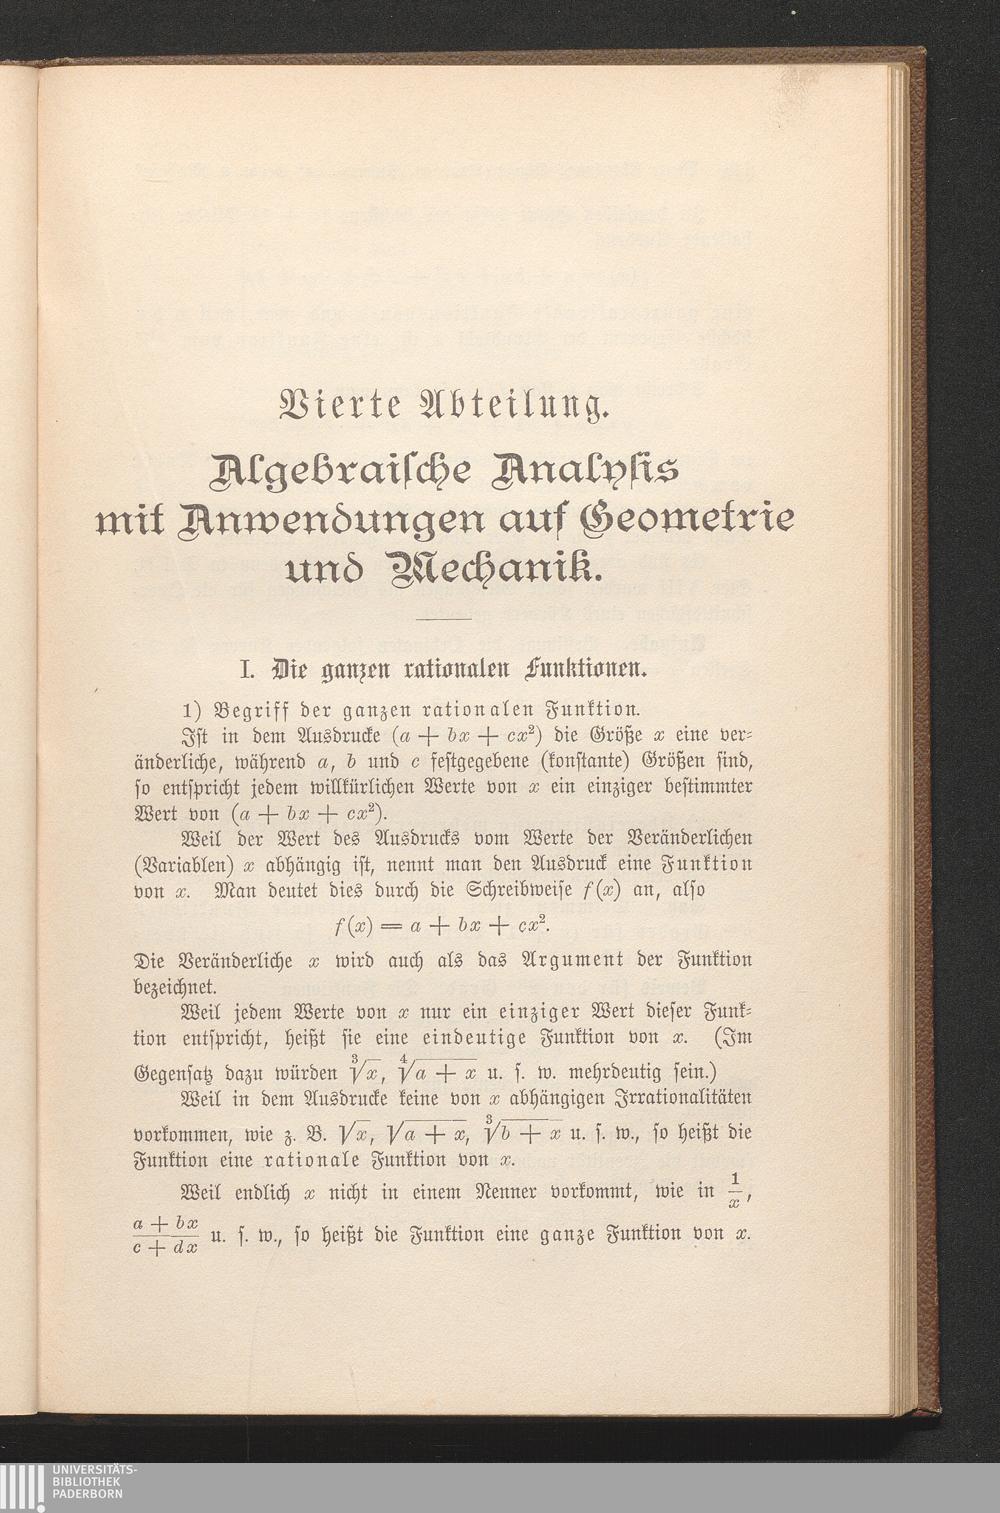 Vierte Abteilung.
Algebraische Analysis
mit Anwendungen auf Geometrie
und Mechanik.
I. Die ganzen rationalen Funktionen.
1) Begriff der ganzen rationalen Funktion.
Ist in dem Ausdrucke (a + bx + cx²) die Größe x eine ver-
änderliche, während a, b und c festgegebene (konstante) Größen sind,
so entspricht jedem willkürlichen Werte von x ein einziger bestimmter
Wert von (a + bx + cx²).
Weil der Wert des Ausdrucks vom Werte der Veränderlichen
(Variablen) x abhängig ist, nennt man den Ausdruck eine Funktion
von x. Man deutet dies durch die Schreibweise f(x) an, also
f(x) = a + bx + cx².
Die Veränderliche x wird auch als das Argument der Funktion
bezeichnet.
Weil jedem Werte von x nur ein einziger Wert dieser Funk-
tion entspricht, heißt sie eine eindeutige Funktion von x. (Im
Gegensatz dazu würden ∛x, ∜(a + x) u. s. w. mehrdeutig sein.)
Weil in dem Ausdrucke keine von x abhängigen Irrationalitäten
vorkommen, wie z. B. √x, √(a + x), ∛(b + x) u. s. w., so heißt die
Funktion eine rationale Funktion von x.
Weil endlich x nicht in einem Nenner vorkommt, wie in 1/x,
(a + bx)/(c + dx) u. s. w., so heißt die Funktion eine ganze Funktion von x.
UNIVERSITÄTS-
BIBLIOTHEK
PADERBORN